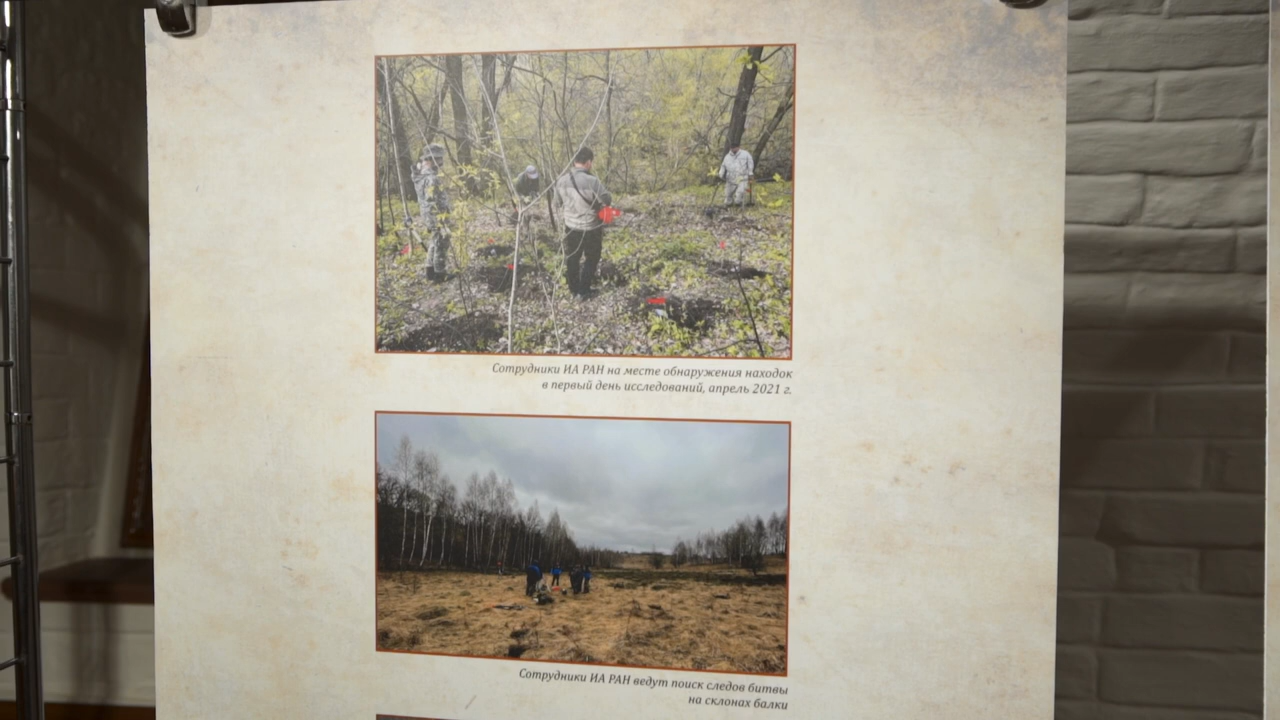 Сотрудники ИА РАН на месте обнаружения находок
в первый день исследований, апрель 2021 г.
Сотрудники ИА РАН ведут поиск следов битвы
на склонах балки